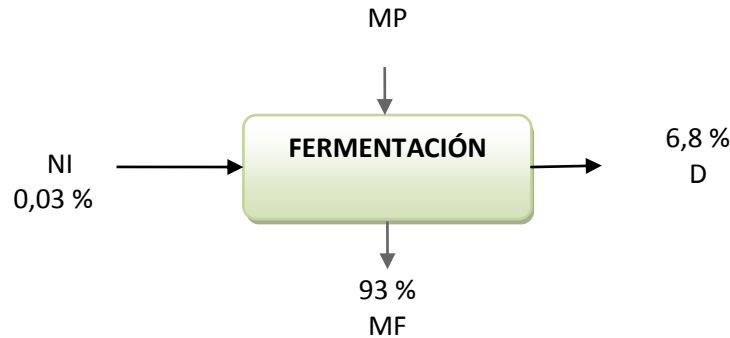 MP
FERMENTACIÓN
NI
0,03 %
6,8 %
D
93 %
MF